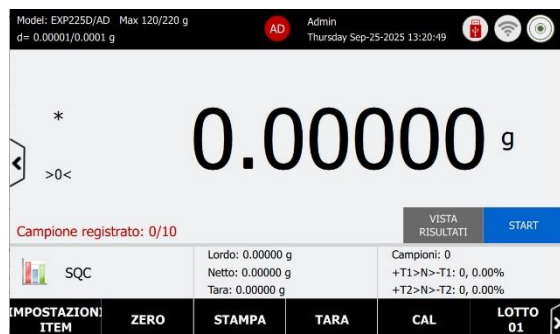 Model: EXP225D/AD Max 120/220 g
d= 0.00001/0.0001 g
AD
Admin
Thursday Sep-25-2025 13:20:49
*
>0<
0.00000 g
Campione registrato: 0/10
VISTA
RISULTATI
START
SQC
Lordo: 0.00000 g
Netto: 0.00000 g
Tara: 0.00000 g
Campioni: 0
+T1>N>-T1: 0, 0.00%
+T2>N>-T2: 0, 0.00%
IMPOSTAZIONI
ITEM
ZERO
STAMPA
TARA
CAL
LOTTO
01